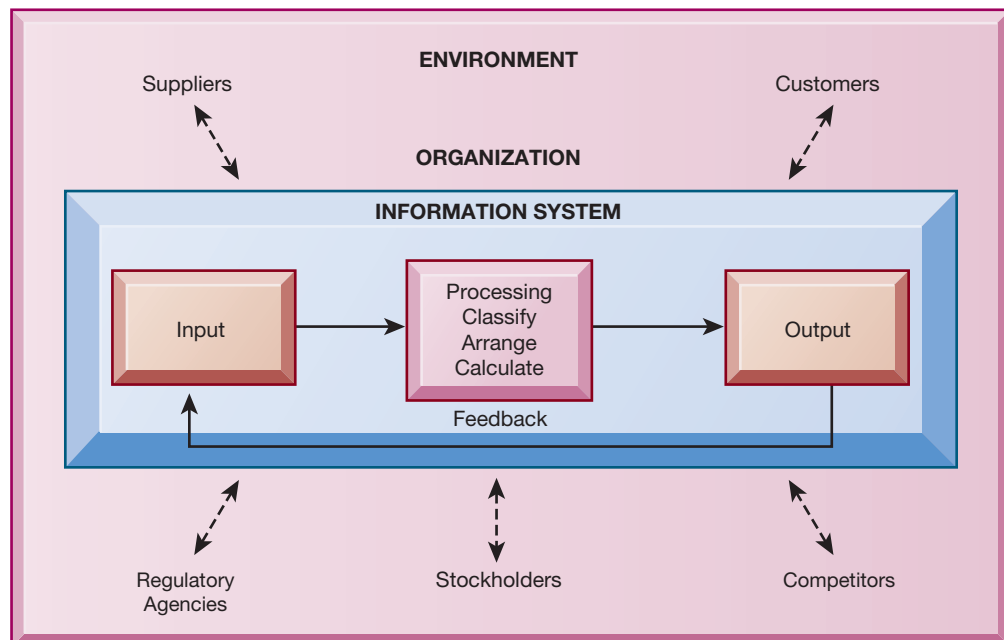 ENVIRONMENT
Suppliers
Customers
ORGANIZATION
INFORMATION SYSTEM
Input
Processing
Classify
Arrange
Calculate
Output
Feedback
Regulatory
Agencies
Stockholders
Competitors